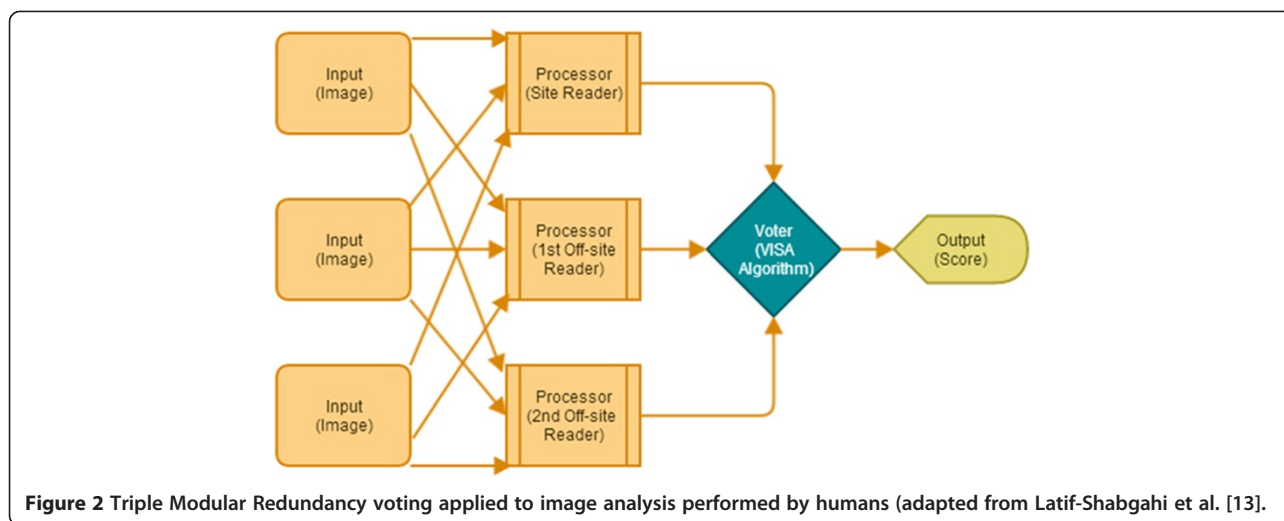 Input
(Image)
Processor
(Site Reader)
Input
(Image)
Processor
(1st Off-site
Reader)
Voter
(VISA
Algorithm)
Output
(Score)
Input
(Image)
Processor
(2nd Off-site
Reader)
Figure 2 Triple Modular Redundancy voting applied to image analysis performed by humans (adapted from Latif-Shabgahi et al. [13].